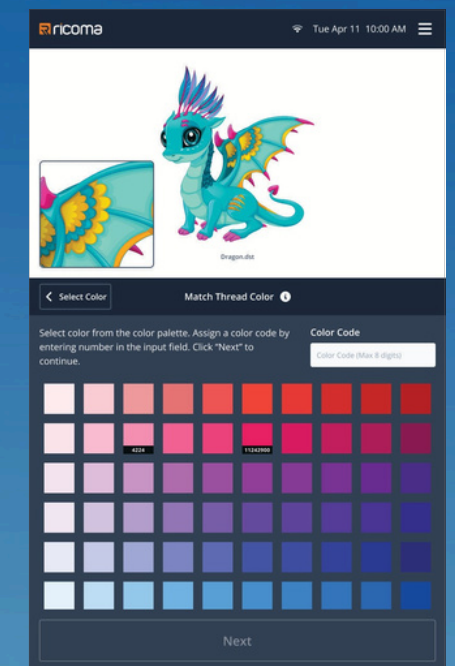 ricoma
Tue Apr 11 10:00 AM
Dragon.dst
Select Color
Match Thread Color
Select color from the color palette. Assign a color code by
entering number in the input field. Click "Next" to
continue.
Color Code
Color Code (Max 8 digits)
4224
11242900
Next